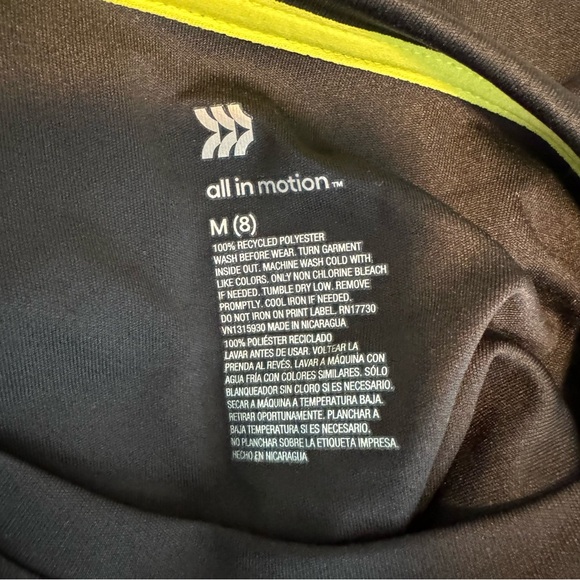 all in motion™
M (8)
100% RECYCLED POLYESTER
WASH BEFORE WEAR. TURN GARMENT
INSIDE OUT. MACHINE WASH COLD WITH
LIKE COLORS. ONLY NON CHLORINE BLEACH
IF NEEDED. TUMBLE DRY LOW. REMOVE
PROMPTLY. COOL IRON IF NEEDED.
DO NOT IRON ON PRINT LABEL. RN17730
VN1315930 MADE IN NICARAGUA
100% POLIÉSTER RECICLADO
LAVAR ANTES DE USAR. VOLTEAR LA
PRENDA AL REVÉS. LAVAR A MÁQUINA CON
AGUA FRÍA CON COLORES SIMILARES. SÓLO
BLANQUEADOR SIN CLORO SI ES NECESARIO.
SECAR A MÁQUINA A TEMPERATURA BAJA.
RETIRAR OPORTUNAMENTE. PLANCHAR A
BAJA TEMPERATURA SI ES NECESARIO.
NO PLANCHAR SOBRE LA ETIQUETA IMPRESA.
HECHO EN NICARAGUA